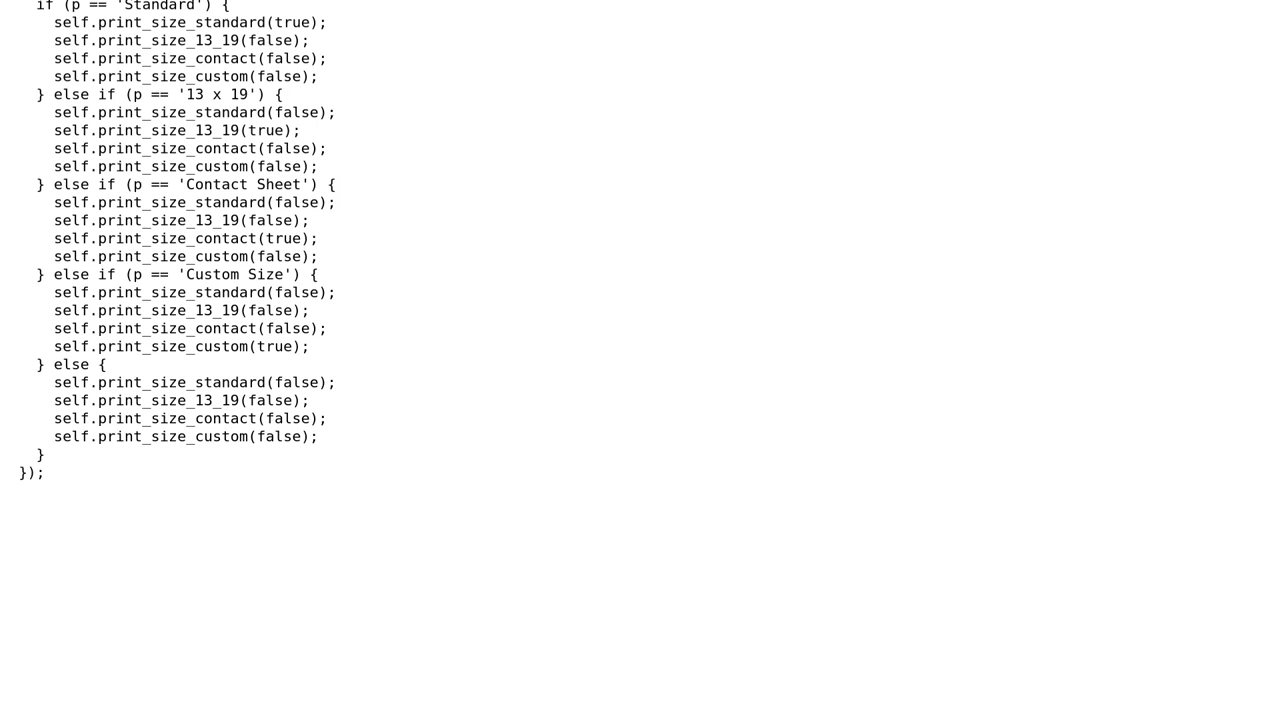 if (p == 'Standard') {
self.print_size_standard(true);
self.print_size_13_19(false);
self.print_size_contact(false);
self.print_size_custom(false);
} else if (p == '13 x 19') {
self.print_size_standard(false);
self.print_size_13_19(true);
self.print_size_contact(false);
self.print_size_custom(false);
} else if (p == 'Contact Sheet') {
self.print_size_standard(false);
self.print_size_13_19(false);
self.print_size_contact(true);
self.print_size_custom(false);
} else if (p == 'Custom Size') {
self.print_size_standard(false);
self.print_size_13_19(false);
self.print_size_contact(false);
self.print_size_custom(true);
} else {
self.print_size_standard(false);
self.print_size_13_19(false);
self.print_size_contact(false);
self.print_size_custom(false);
}
});